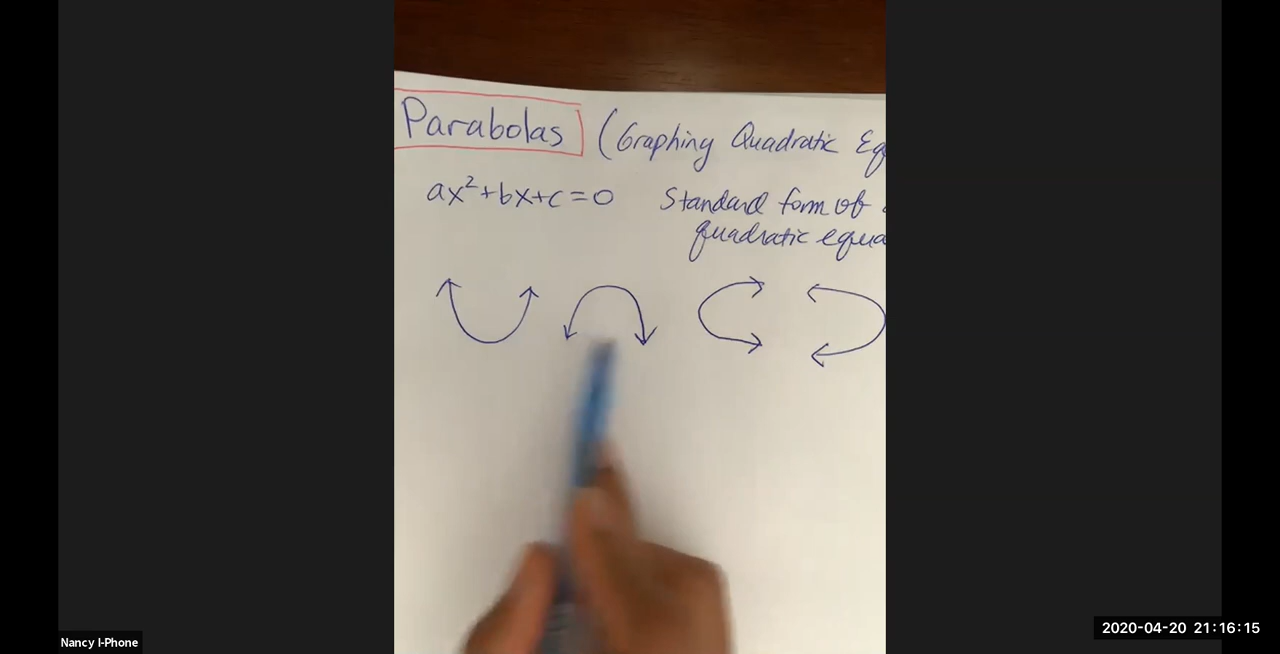 Parabolas (Graphing Quadratic Eq
ax²+bx+c=0 Standard form of
quadratic equa
Nancy I-Phone
2020-04-20 21:16:15